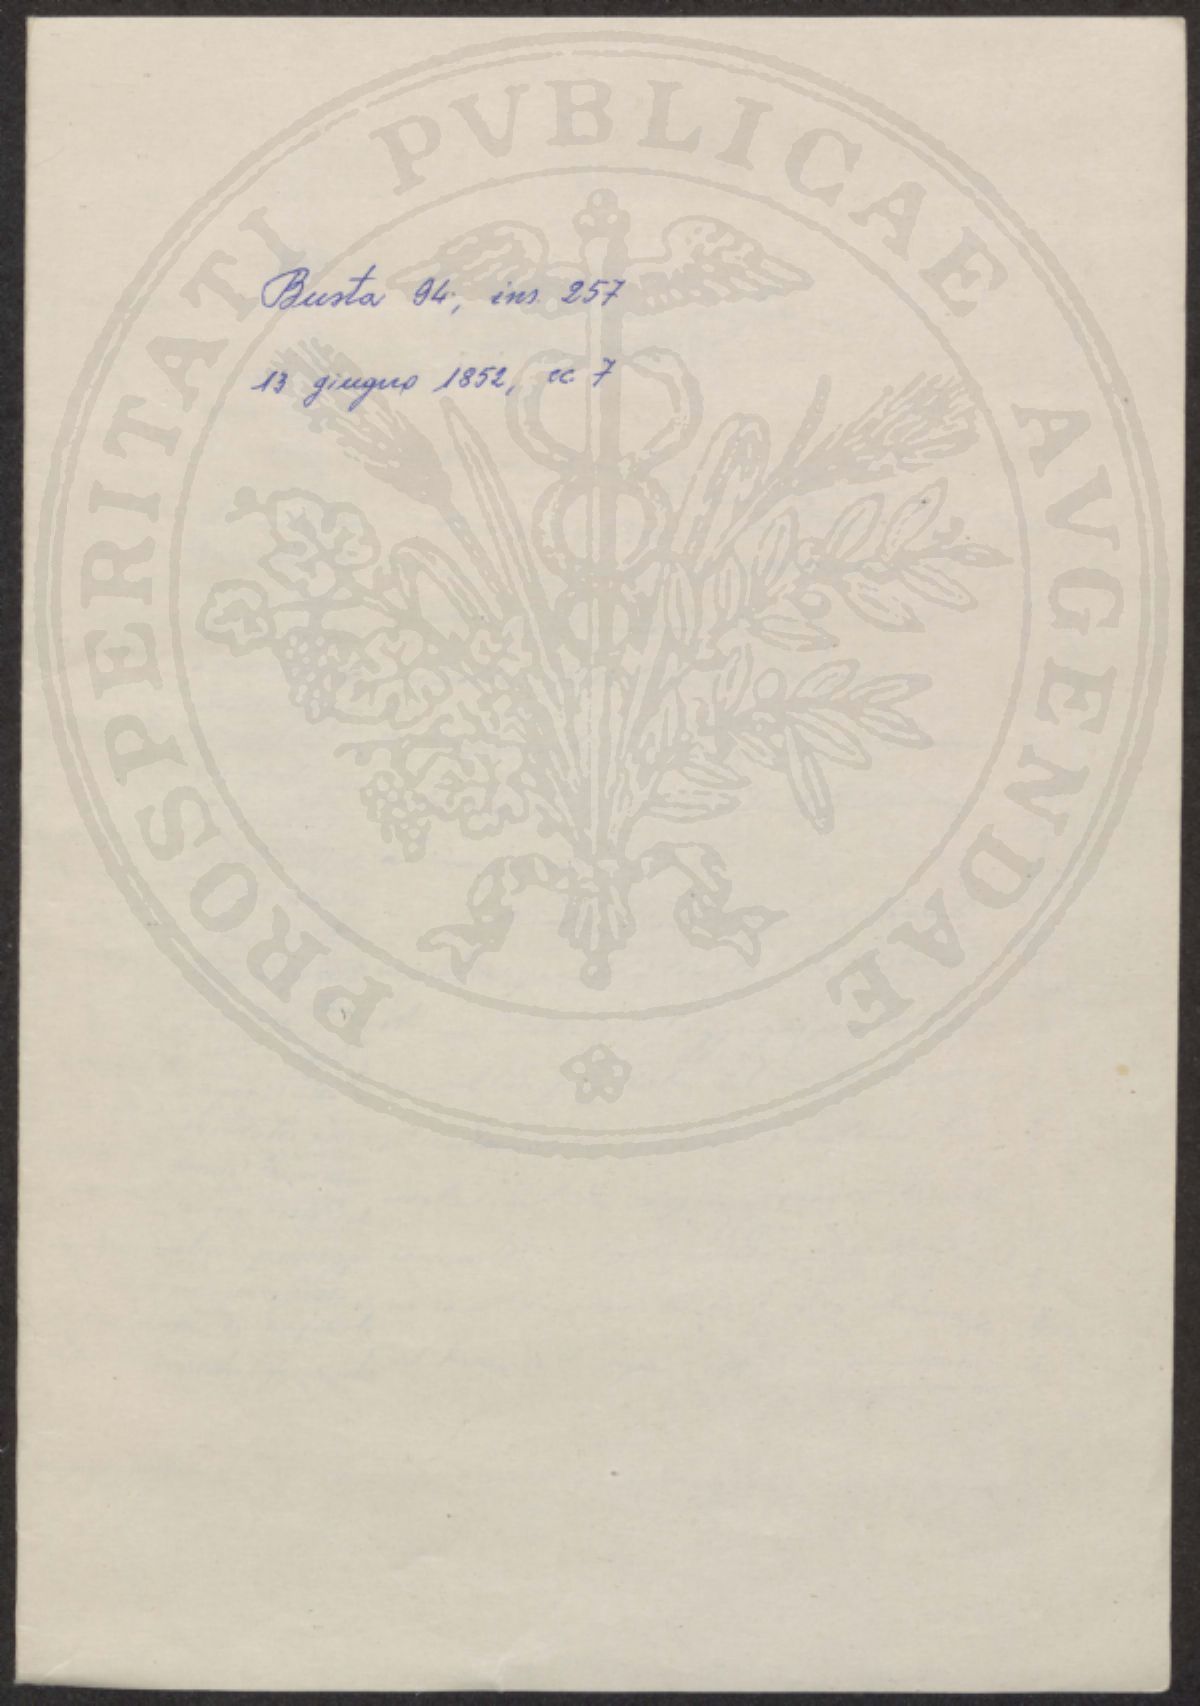 Busta 94, ins. 257
13 giugno 1852, cc. 7
PROSPERITATI PVBLICAE AVGENDAE